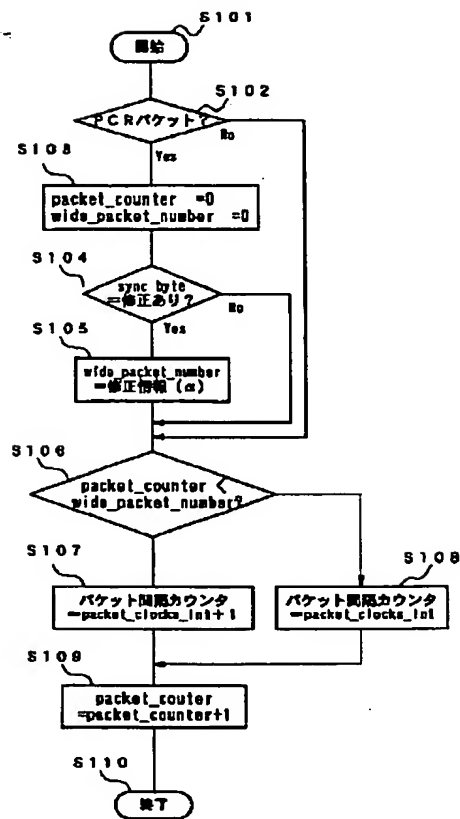 S101
開始
S102
PCRパケット?
No
Yes
S103
packet_counter =0
wide_packet_number =0
S104
sync byte
=修正あり?
No
Yes
S105
wide_packet_number
=修正情報 (α)
S106
packet_counter <
wide_packet_number?
S107
パケット間隔カウンタ
=packet_clocks_int+1
S108
パケット間隔カウンタ
=packet_clocks_int
S109
packet_couter
=packet_counter+1
S110
終了